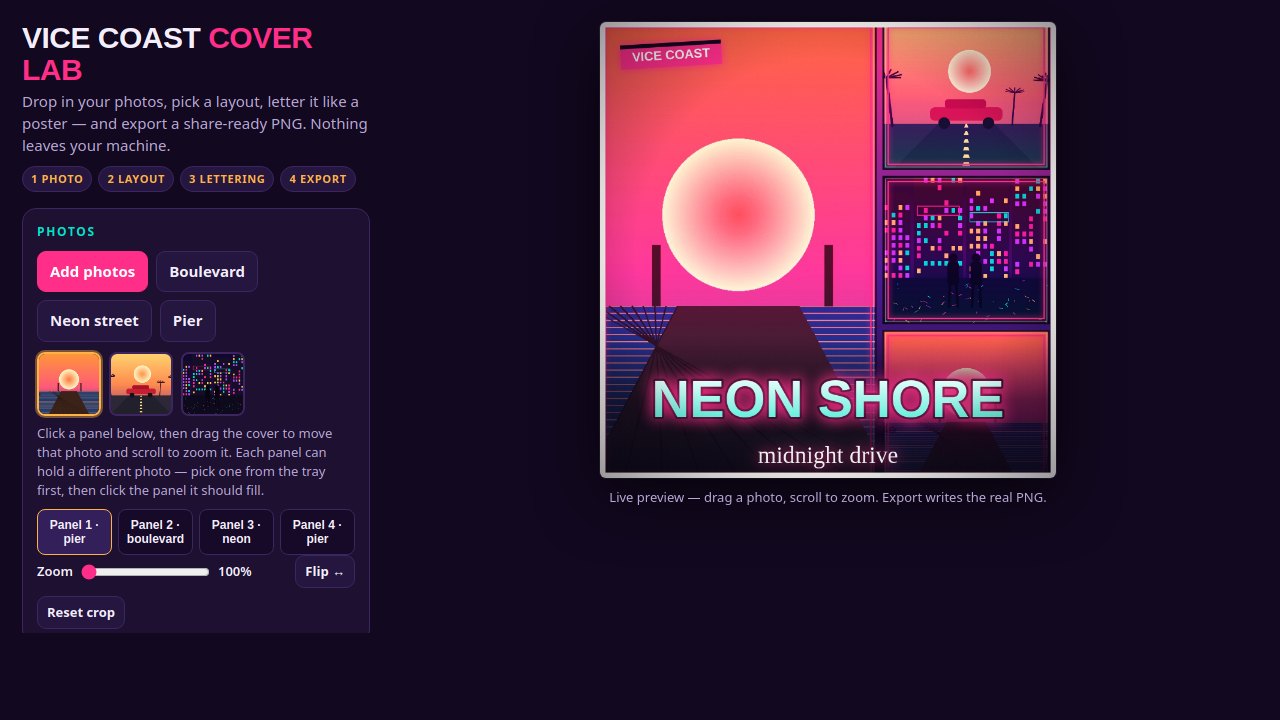 VICE COAST COVER
LAB
Drop in your photos, pick a layout, letter it like a
poster — and export a share-ready PNG. Nothing
leaves your machine.
1 PHOTO 2 LAYOUT 3 LETTERING 4 EXPORT
PHOTOS
Add photos Boulevard
Neon street Pier
Click a panel below, then drag the cover to move
that photo and scroll to zoom it. Each panel can
hold a different photo — pick one from the tray
first, then click the panel it should fill.
Panel 1 · pier
Panel 2 · boulevard
Panel 3 · neon
Panel 4 · pier
Zoom 100% Flip ↔
Reset crop
VICE COAST
NEON SHORE
midnight drive
Live preview — drag a photo, scroll to zoom. Export writes the real PNG.